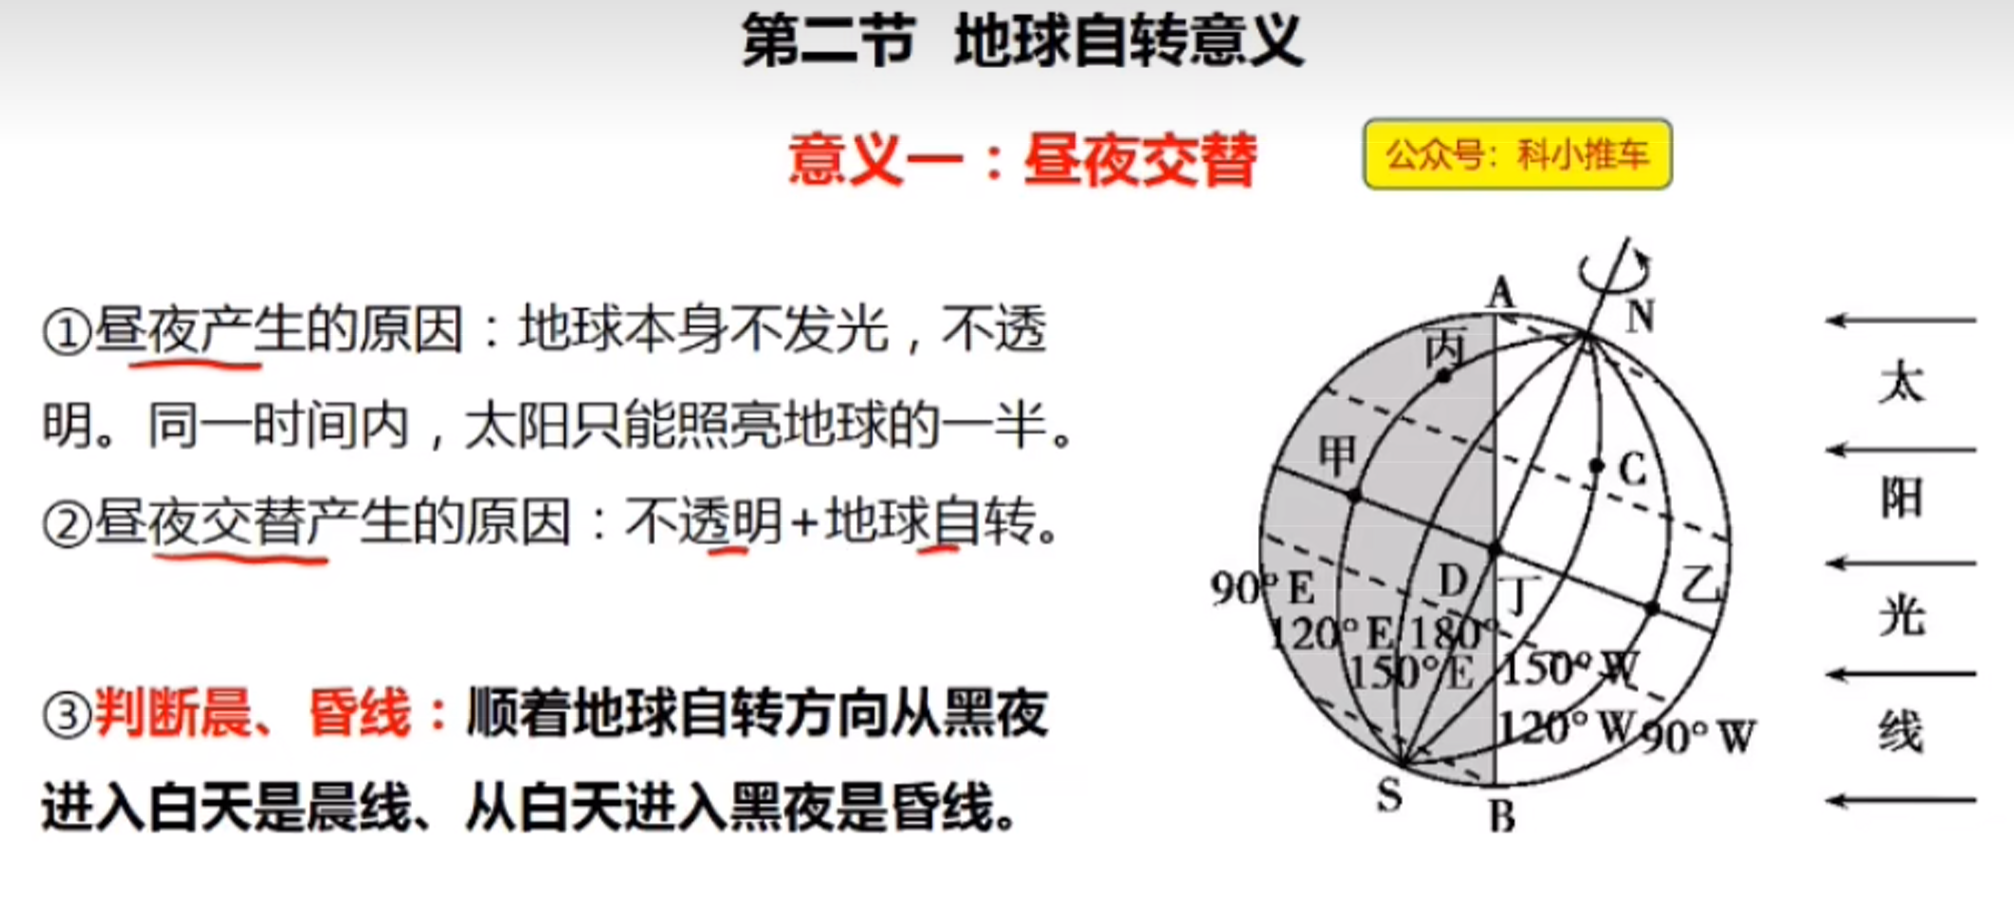 第二节 地球自转意义
意义一：昼夜交替
公众号：科小推车
①昼夜产生的原因：地球本身不发光，不透
明。同一时间内，太阳只能照亮地球的一半。
②昼夜交替产生的原因：不透明+地球自转。
③判断晨、昏线：顺着地球自转方向从黑夜
进入白天是晨线、从白天进入黑夜是昏线。
A
N
丙
甲
C
D
丁
乙
90°E
120°E
180°
150°E
150°W
120°W
90°W
S
B
太
阳
光
线